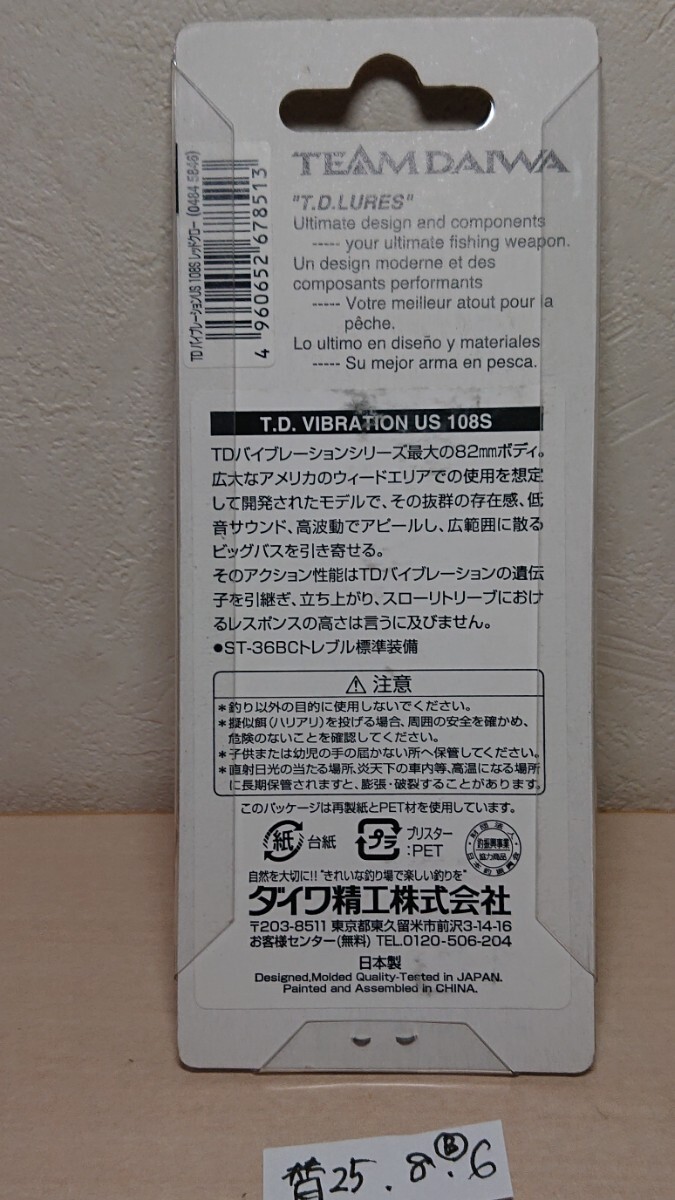 TEAM DAIWA
"T.D.LURES"
Ultimate design and components
----- your ultimate fishing weapon.
Un design moderne et des
composants performants
----- Votre meilleur atout pour la
pêche.
Lo ultimo en diseño y materiales
----- Su mejor arma en pesca.
TDバイブレーションUS 108S レッドクロー (0484 5846)
4 960652 678513
T.D. VIBRATION US 108S
TDバイブレーションシリーズ最大の82mmボディ。
広大なアメリカのウィードエリアでの使用を想定
して開発されたモデルで、その抜群の存在感、低
音サウンド、高波動でアピールし、広範囲に散る
ビッグバスを引き寄せる。
そのアクション性能はTDバイブレーションの遺伝
子を引継ぎ、立ち上がり、スローリトリーブにおけ
るレスポンスの高さは言うに及びません。
●ST-36BCトレブル標準装備
⚠ 注意
*釣り以外の目的に使用しないでください。
*擬似餌(ハリアリ)を投げる場合、周囲の安全を確かめ、
危険のないことを確認してください。
*子供または幼児の手の届かない所へ保管してください。
*直射日光の当たる場所、炎天下の車内等、高温になる場所
に長期保管されますと、膨張・破裂することがあります。
このパッケージは再製紙とPET材を使用しています。
紙 台紙
プラ ブリスター
:PET
財団法人
釣振興事業
協力商品
日本釣振興会
自然を大切に!! "きれいな釣り場で楽しい釣りを"
ダイワ精工株式会社
〒203-8511 東京都東久留米市前沢3-14-16
お客様センター(無料) TEL.0120-506-204
日本製
Designed,Molded Quality-Tested in JAPAN.
Painted and Assembled in CHINA.
25.8.6
B